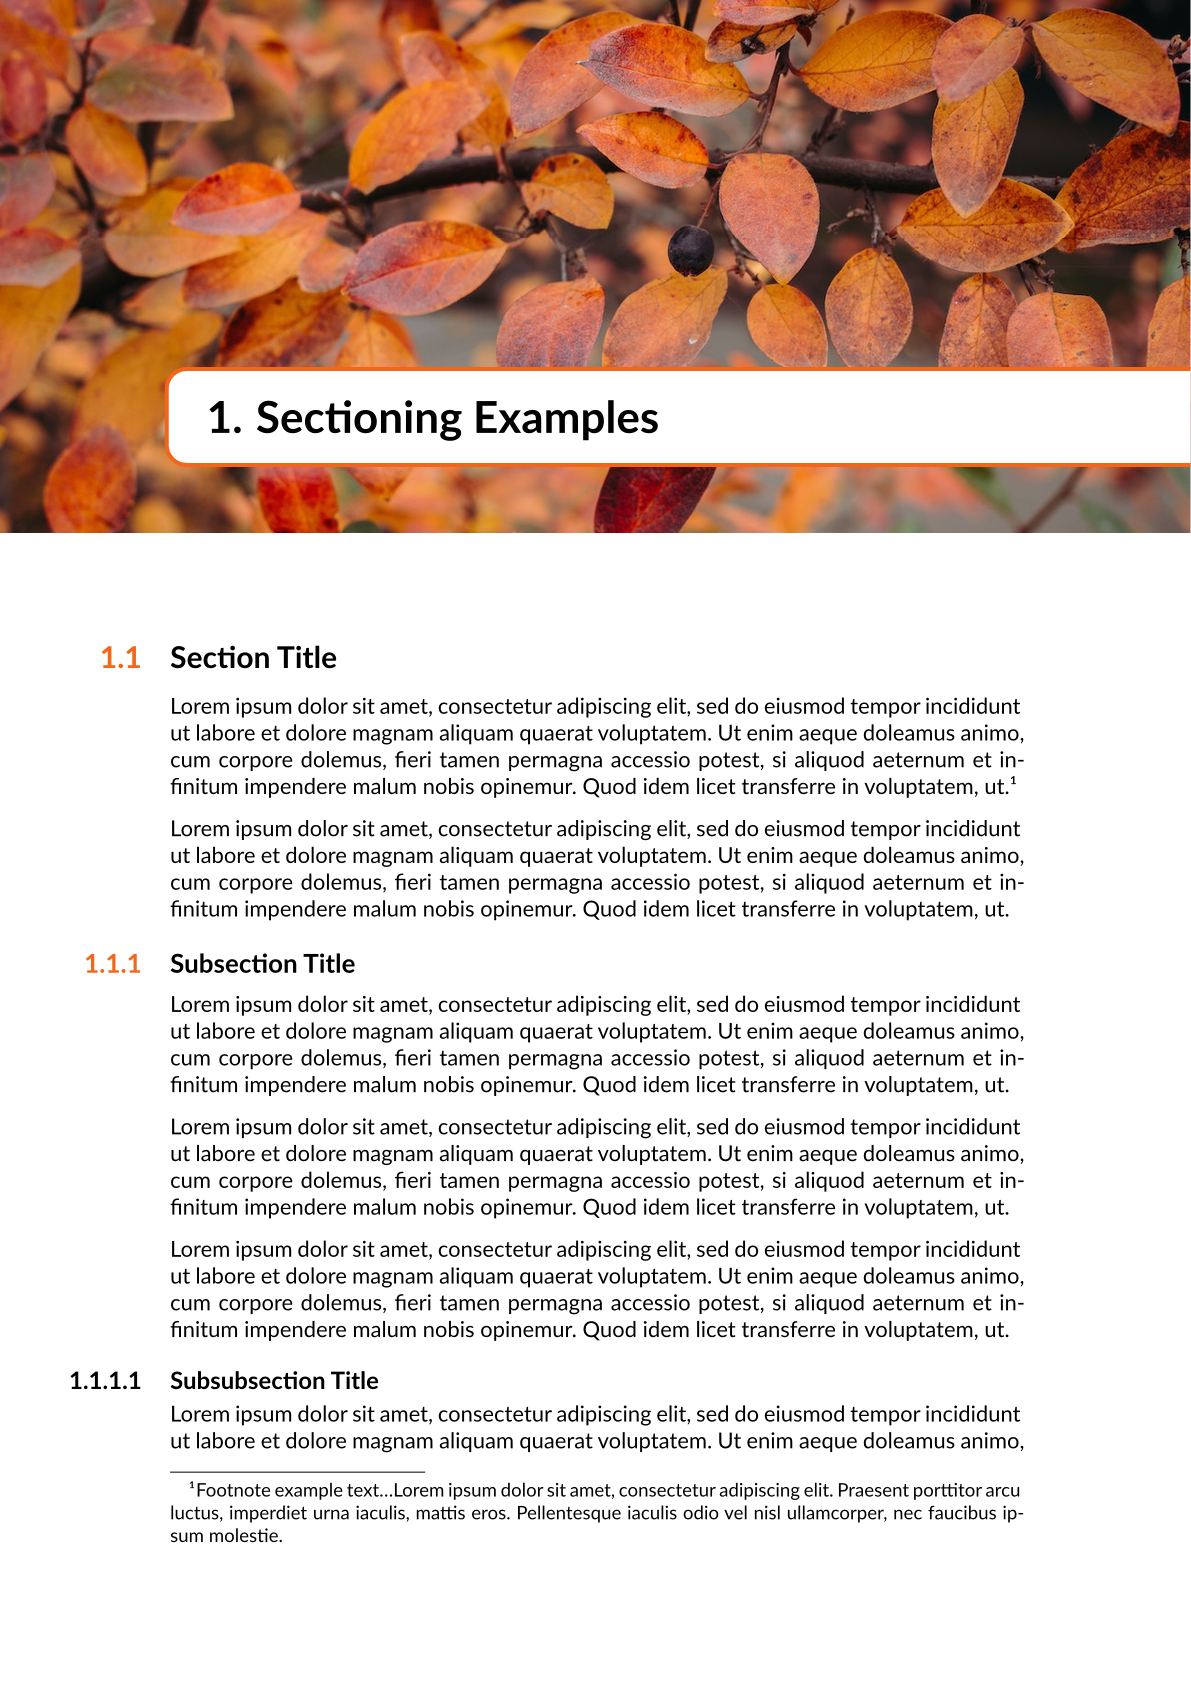 1. Sectioning Examples
1.1 Section Title
Lorem ipsum dolor sit amet, consectetur adipiscing elit, sed do eiusmod tempor incididunt
ut labore et dolore magnam aliquam quaerat voluptatem. Ut enim aeque doleamus animo,
cum corpore dolemus, fieri tamen permagna accessio potest, si aliquod aeternum et in-
finitum impendere malum nobis opinemur. Quod idem licet transferre in voluptatem, ut.¹
Lorem ipsum dolor sit amet, consectetur adipiscing elit, sed do eiusmod tempor incididunt
ut labore et dolore magnam aliquam quaerat voluptatem. Ut enim aeque doleamus animo,
cum corpore dolemus, fieri tamen permagna accessio potest, si aliquod aeternum et in-
finitum impendere malum nobis opinemur. Quod idem licet transferre in voluptatem, ut.
1.1.1 Subsection Title
Lorem ipsum dolor sit amet, consectetur adipiscing elit, sed do eiusmod tempor incididunt
ut labore et dolore magnam aliquam quaerat voluptatem. Ut enim aeque doleamus animo,
cum corpore dolemus, fieri tamen permagna accessio potest, si aliquod aeternum et in-
finitum impendere malum nobis opinemur. Quod idem licet transferre in voluptatem, ut.
Lorem ipsum dolor sit amet, consectetur adipiscing elit, sed do eiusmod tempor incididunt
ut labore et dolore magnam aliquam quaerat voluptatem. Ut enim aeque doleamus animo,
cum corpore dolemus, fieri tamen permagna accessio potest, si aliquod aeternum et in-
finitum impendere malum nobis opinemur. Quod idem licet transferre in voluptatem, ut.
Lorem ipsum dolor sit amet, consectetur adipiscing elit, sed do eiusmod tempor incididunt
ut labore et dolore magnam aliquam quaerat voluptatem. Ut enim aeque doleamus animo,
cum corpore dolemus, fieri tamen permagna accessio potest, si aliquod aeternum et in-
finitum impendere malum nobis opinemur. Quod idem licet transferre in voluptatem, ut.
1.1.1.1 Subsubsection Title
Lorem ipsum dolor sit amet, consectetur adipiscing elit, sed do eiusmod tempor incididunt
ut labore et dolore magnam aliquam quaerat voluptatem. Ut enim aeque doleamus animo,
¹Footnote example text...Lorem ipsum dolor sit amet, consectetur adipiscing elit. Praesent porttitor arcu
luctus, imperdiet urna iaculis, mattis eros. Pellentesque iaculis odio vel nisl ullamcorper, nec faucibus ip-
sum molestie.